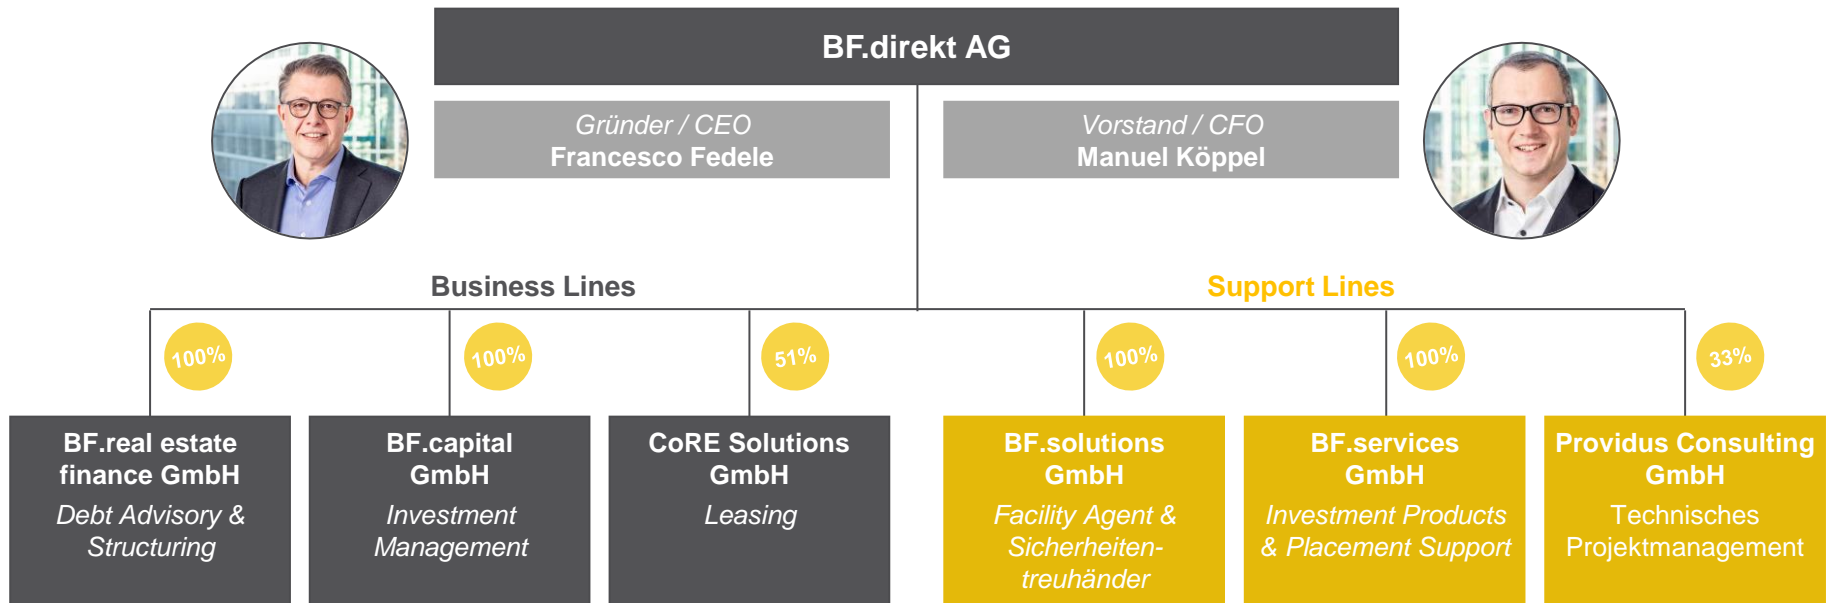 BF.direkt AG
Gründer / CEO
Francesco Fedele
Vorstand / CFO
Manuel Köppel
Business Lines
Support Lines
100%
100%
51%
100%
100%
33%
BF.real estate
finance GmbH
Debt Advisory &
Structuring
BF.capital
GmbH
Investment
Management
CoRE Solutions
GmbH
Leasing
BF.solutions
GmbH
Facility Agent &
Sicherheiten-
treuhänder
BF.services
GmbH
Investment Products
& Placement Support
Providus Consulting
GmbH
Technisches
Projektmanagement